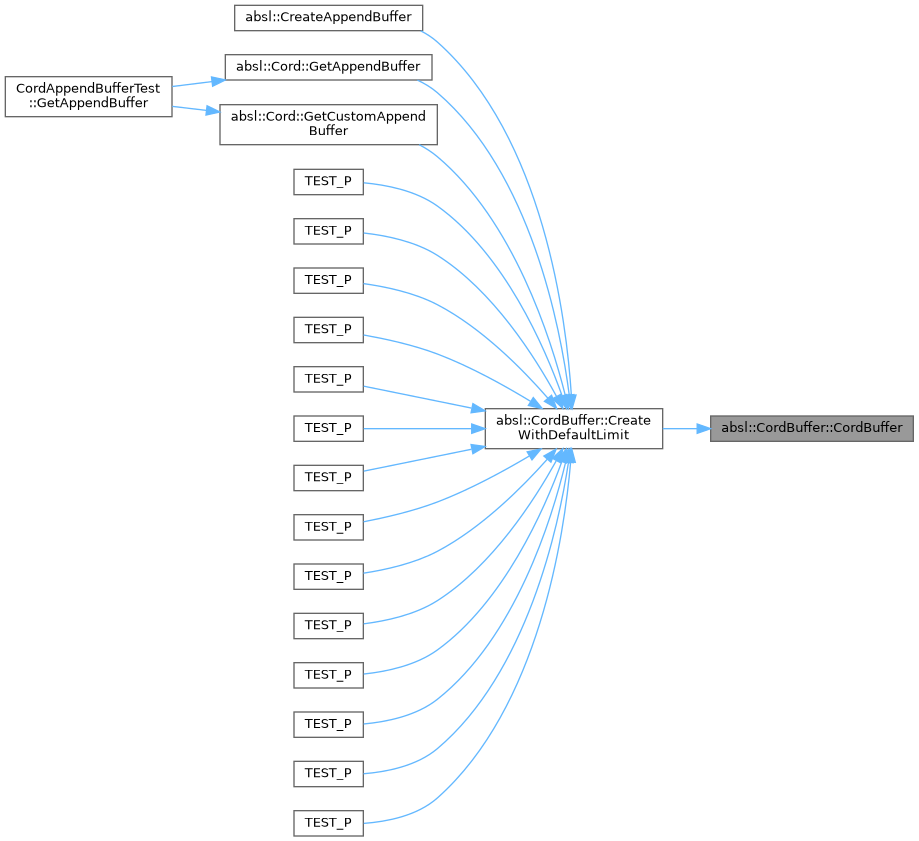 absl::CreateAppendBuffer
absl::Cord::GetAppendBuffer
CordAppendBufferTest
::GetAppendBuffer
absl::Cord::GetCustomAppend
Buffer
TEST_P
TEST_P
TEST_P
TEST_P
TEST_P
TEST_P
absl::CordBuffer::Create
WithDefaultLimit
absl::CordBuffer::CordBuffer
TEST_P
TEST_P
TEST_P
TEST_P
TEST_P
TEST_P
TEST_P
TEST_P